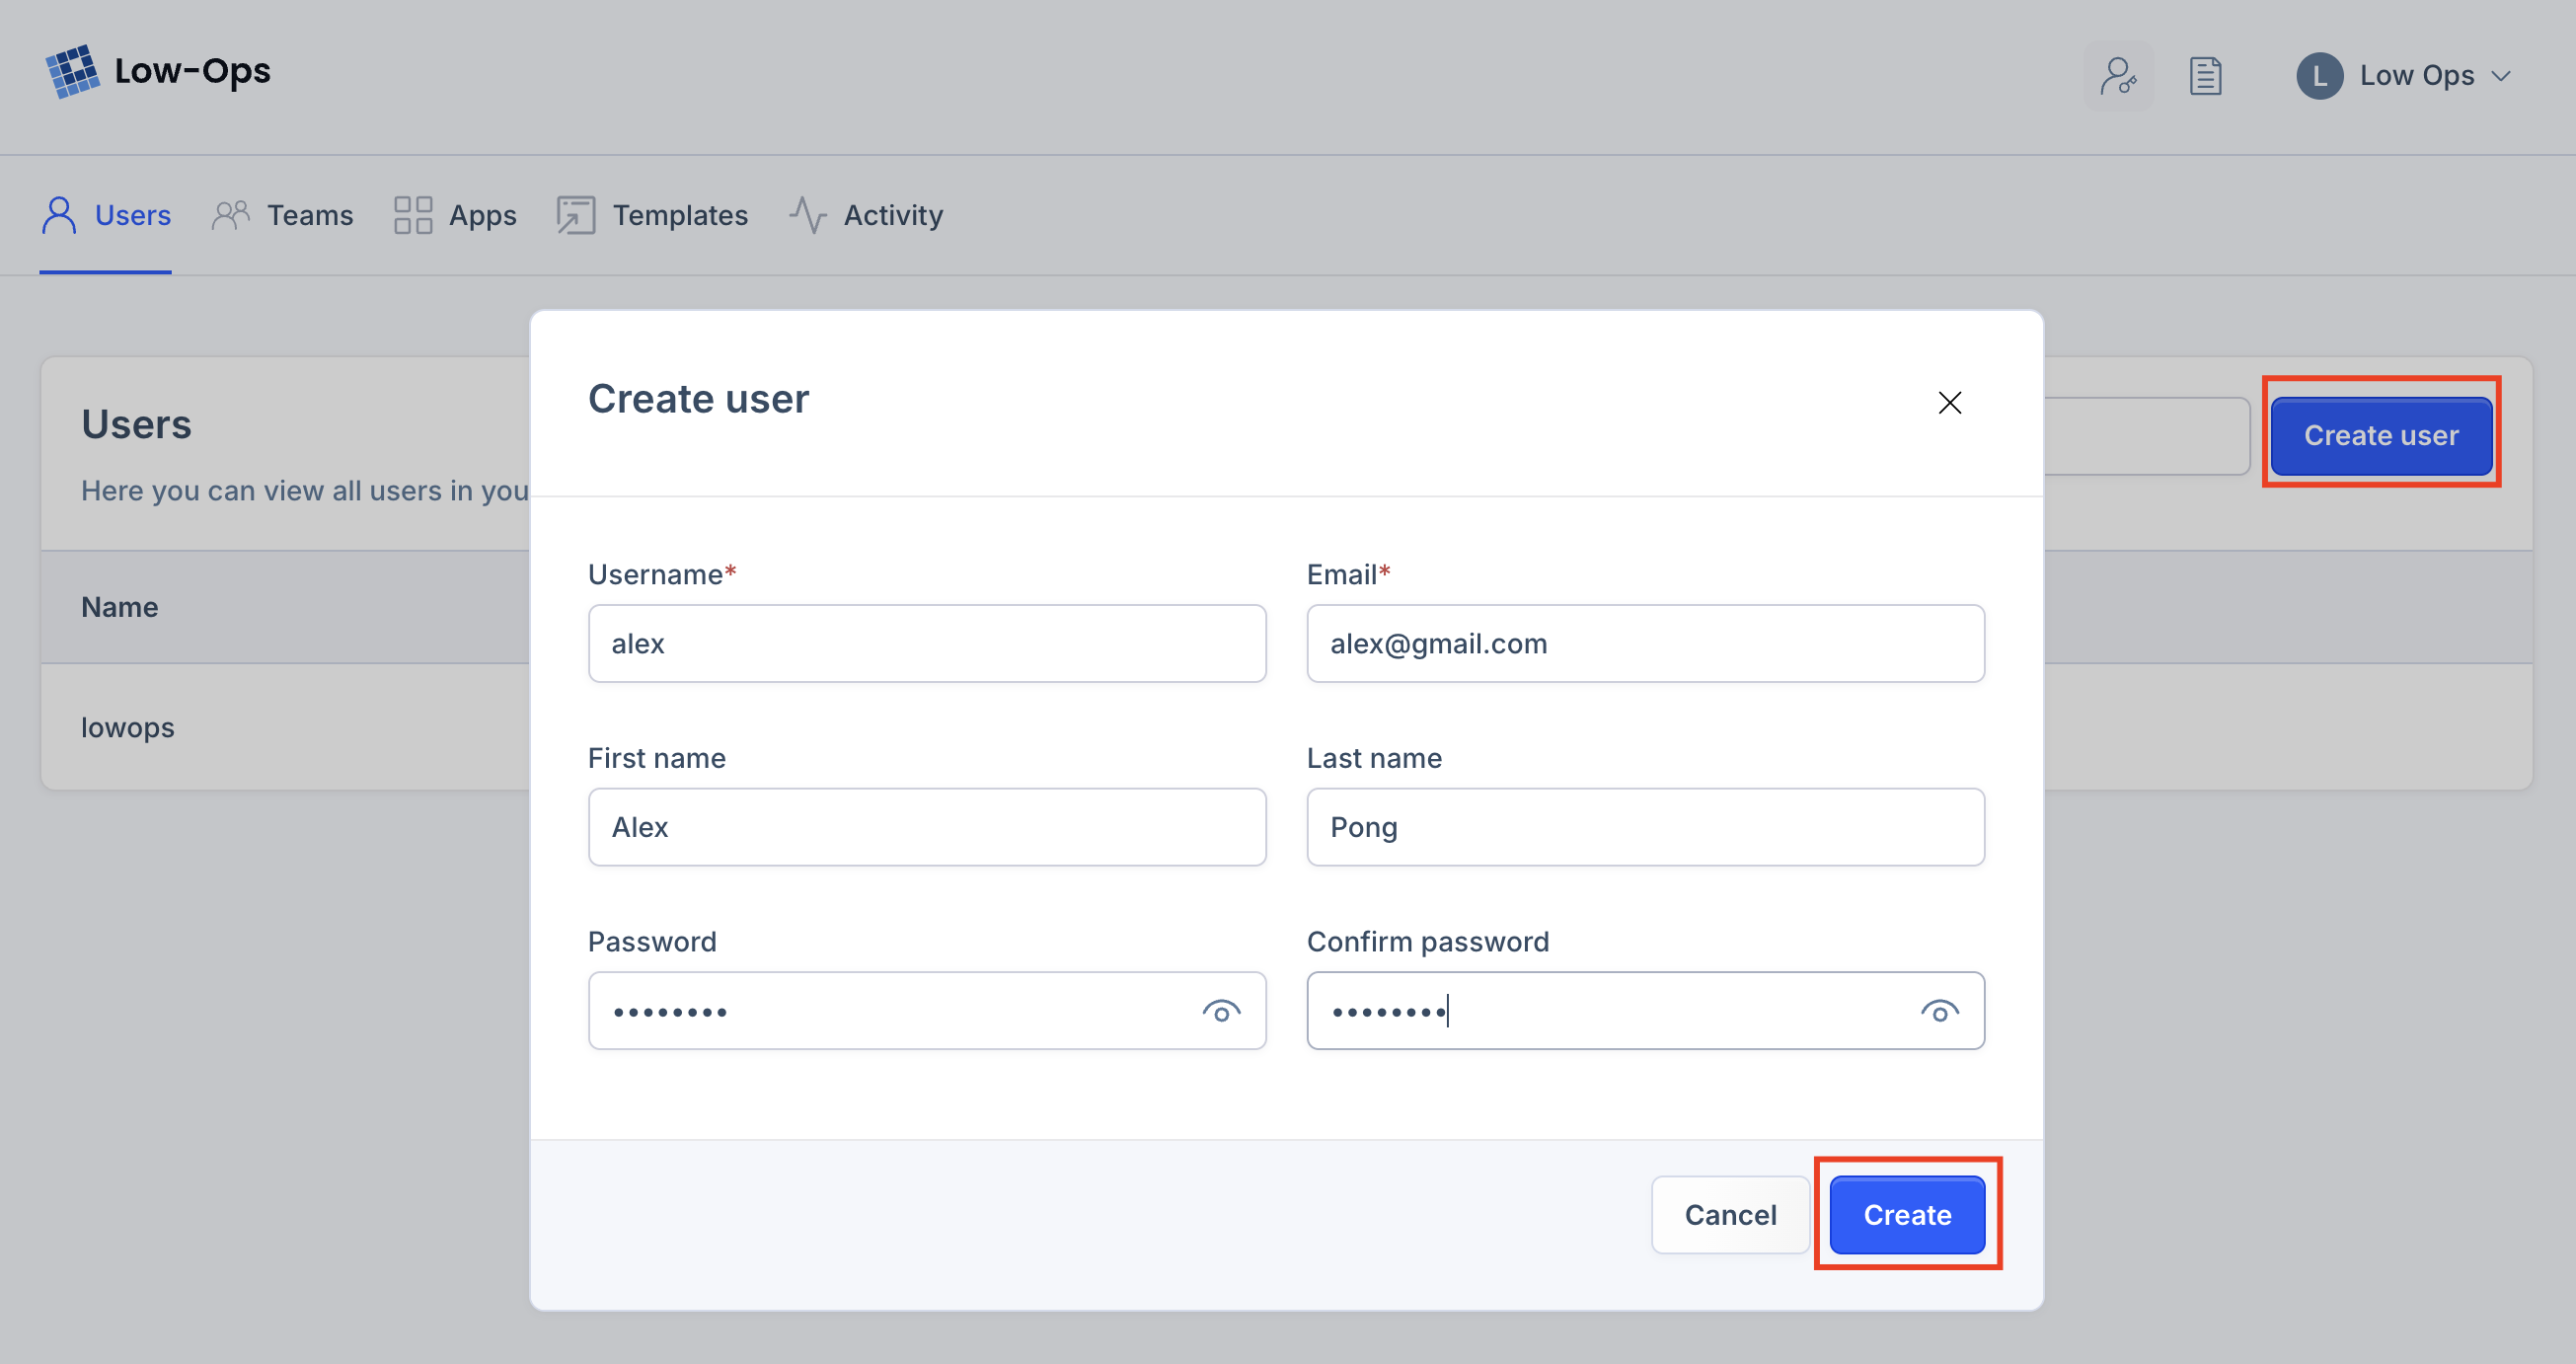 Low-Ops
L Low Ops
Users Teams Apps Templates Activity
Create user
Users
Create user
Here you can view all users in you
Username* Email*
alex alex@gmail.com
Name
First name Last name
lowops
Alex Pong
Password Confirm password
•••••••• ••••••••
Cancel Create